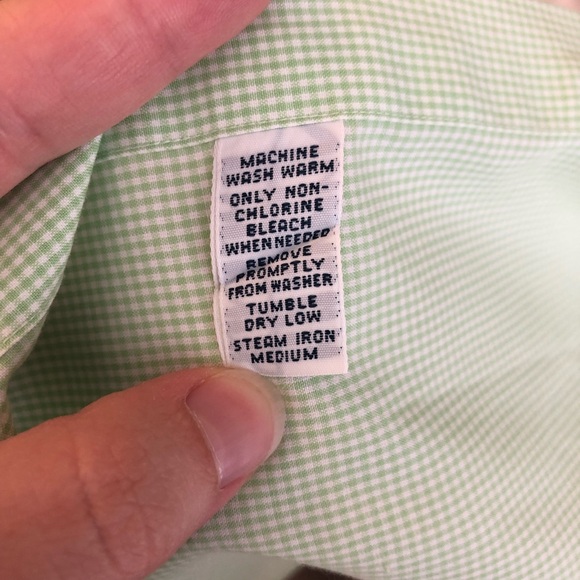 MACHINE
WASH WARM
ONLY NON-
CHLORINE
BLEACH
WHEN NEEDED
REMOVE
PROMPTLY
FROM WASHER
TUMBLE
DRY LOW
STEAM IRON
MEDIUM